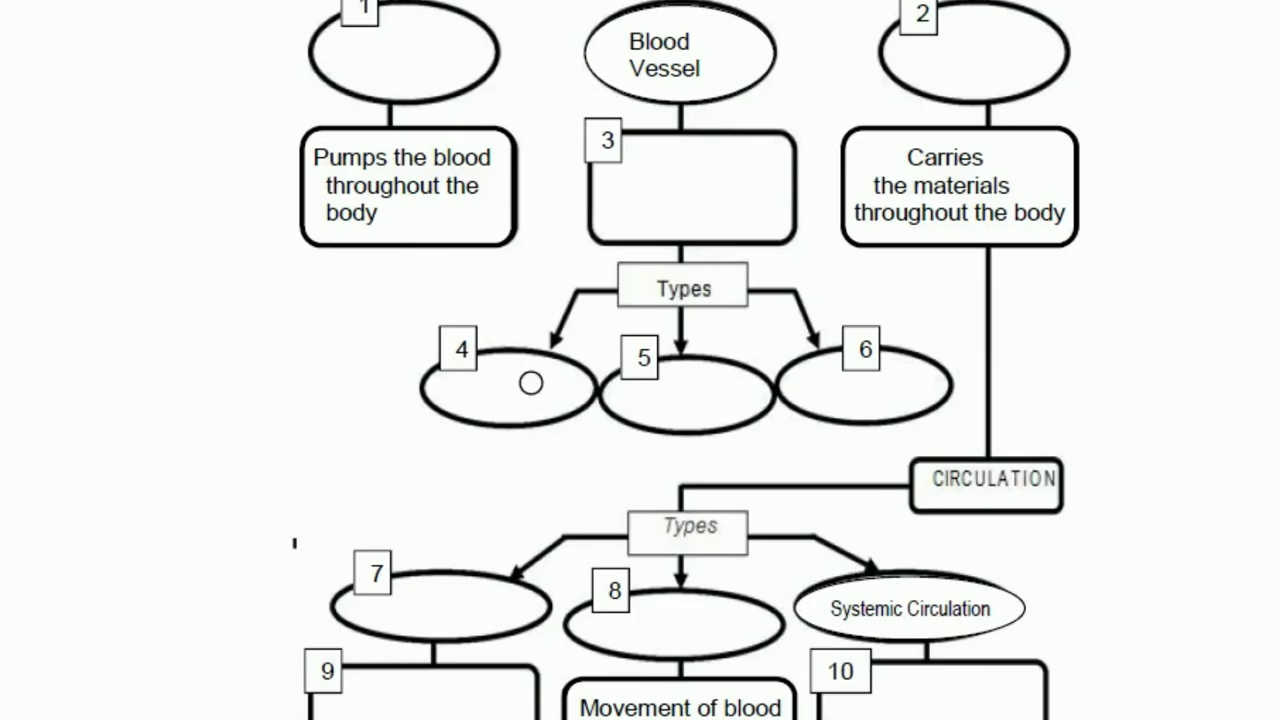 1
2
Blood
Vessel
3
Pumps the blood
throughout the
body
Carries
the materials
throughout the body
Types
4
5
6
CIRCULATION
Types
7
8
Systemic Circulation
9
10
Movement of blood